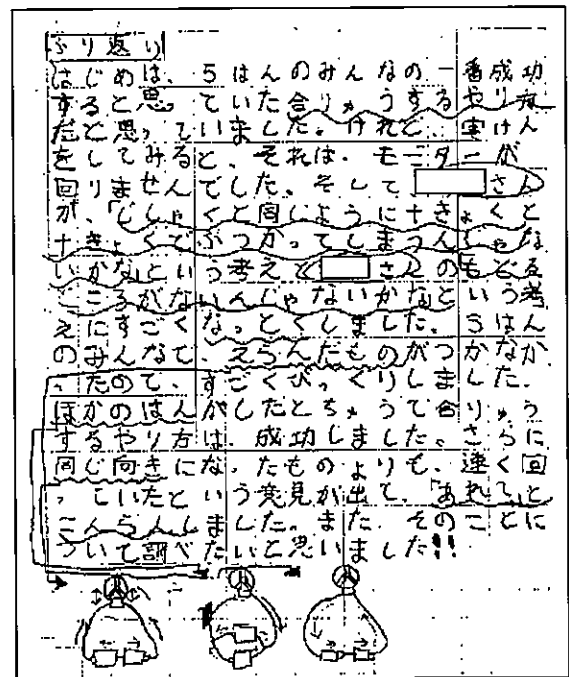 ふり返り
はじめは、5はんのみんなの一番成功
すると思っていた合りゅうするやり方
だと思っていました。けれど、実けん
をしてみると、それは、モーターが
回りませんでした。そして さん
が、「じしゃくと同じように+きょくと
+きょくでぶつかってしまうんじゃな
いかな」という考えと さんの「もどる
ころがないんじゃないかな」という考
えにすごくなっとくしました。5はん
のみんなで、えらんだものがつかなか
ったので、すごくびっくりしました。
ほかのはんがしたとちゅうで合りゅう
するやり方は、成功しました。さらに
同じ向きになったものよりも、速く回
っていたという意見が出て、「あれ?」と
こんらんしました。また、そのことに
ついて調べたいと思いました!!